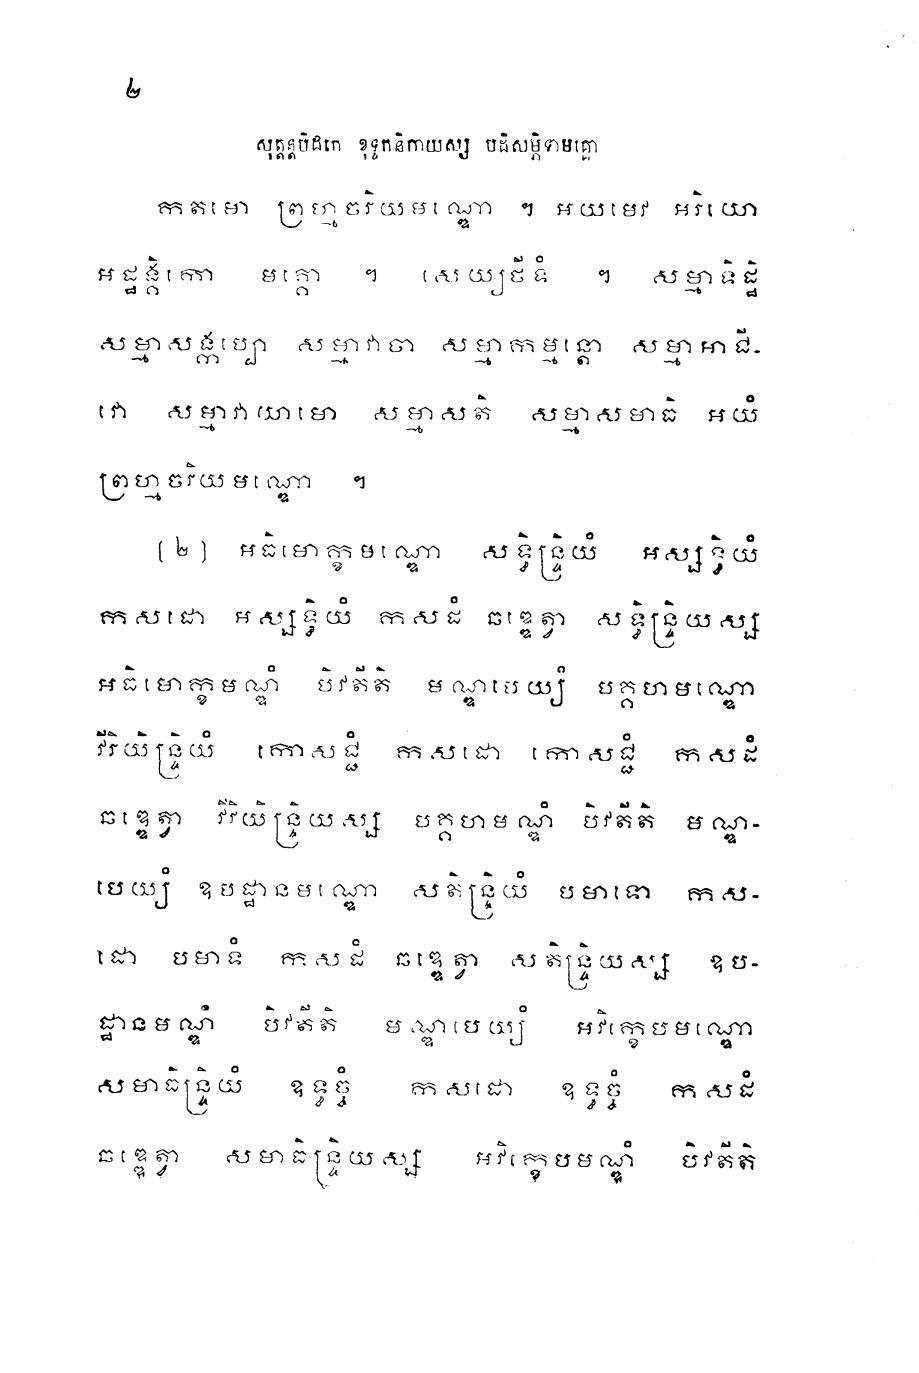 ២
សុត្តន្តបិដកេ ខុទ្ទកនិកាយស្ស បដិសម្ភិទាមគ្គោ
កតមោ ព្រហ្មចរិយមណ្ឌោ ។ អយមេវ អរិយោ
អដ្ឋង្គិកោ មគ្គោ ។ សេយ្យថីទំ ។ សម្មាទិដ្ឋិ
សម្មាសង្កប្បោ សម្មាវាចា សម្មាកម្មន្តោ សម្មាអាជី-
វោ សម្មាវាយាមោ សម្មាសតិ សម្មាសមាធិ អយំ
ព្រហ្មចរិយមណ្ឌោ ។
(២) អធិមោក្ខមណ្ឌោ សទ្ធិន្ទ្រិយំ អស្សទ្ធិយំ
កសដោ អស្សទ្ធិយំ កសដំ ឆឌ្ឌេត្វា សទ្ធិន្ទ្រិយស្ស
អធិមោក្ខមណ្ឌំ បិវតីតិ មណ្ឌបេយ្យំ បគ្គហមណ្ឌោ
វីរិយិន្ទ្រិយំ កោសជ្ជំ កសដោ កោសជ្ជំ កសដំ
ឆឌ្ឌេត្វា វីរិយិន្ទ្រិយស្ស បគ្គហមណ្ឌំ បិវតីតិ មណ្ឌ-
បេយ្យំ ឧបដ្ឋានមណ្ឌោ សតិន្ទ្រិយំ បមាទោ កស-
ដោ បមាទំ កសដំ ឆឌ្ឌេត្វា សតិន្ទ្រិយស្ស ឧប-
ដ្ឋានមណ្ឌំ បិវតីតិ មណ្ឌបេយ្យំ អវិក្ខេបមណ្ឌោ
សមាធិន្ទ្រិយំ ឧទ្ធច្ចំ កសដោ ឧទ្ធច្ចំ កសដំ
ឆឌ្ឌេត្វា សមាធិន្ទ្រិយស្ស អវិក្ខេបមណ្ឌំ បិវតីតិ